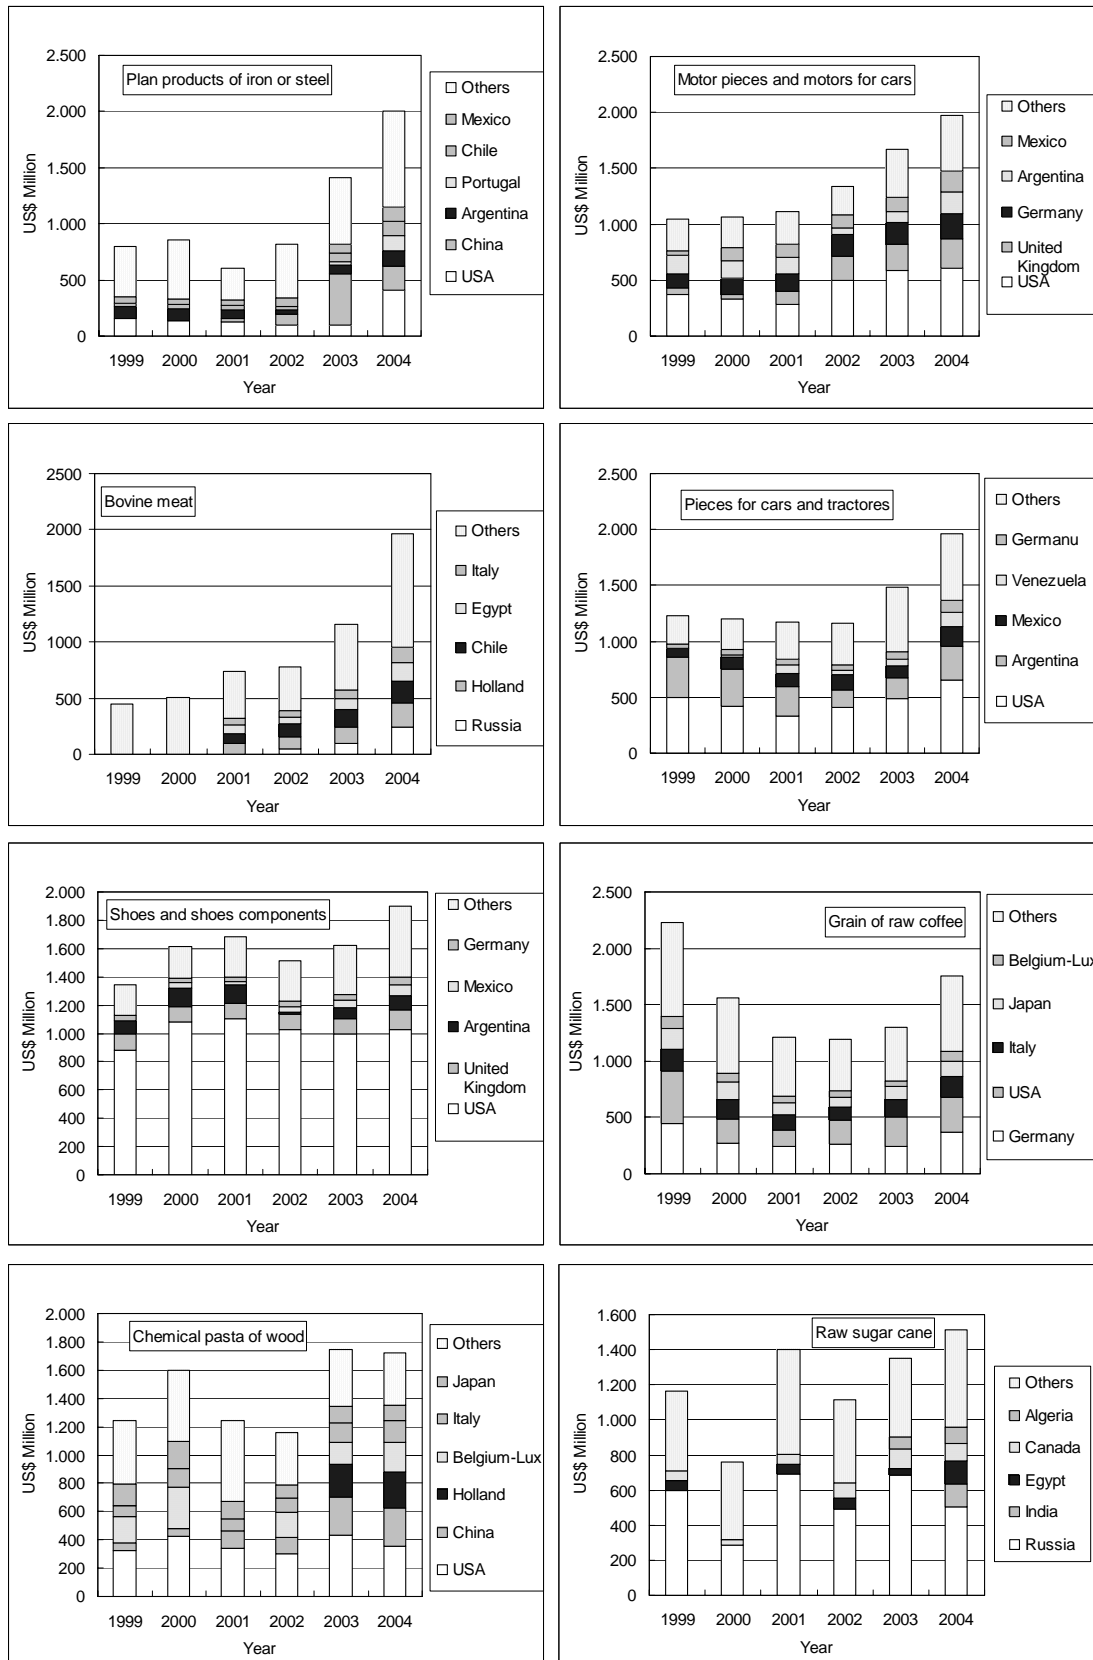 2.500
2.000
1.500
1.000
500
0
US$ Million
Plan products of iron or steel
1999 2000 2001 2002 2003 2004
Year
Others
Mexico
Chile
Portugal
Argentina
China
USA
2.500
2.000
1.500
1.000
500
0
US$ Million
Motor pieces and motors for cars
1999 2000 2001 2002 2003 2004
Year
Others
Mexico
Argentina
Germany
United
Kingdom
USA
2500
2000
1500
1000
500
0
US$ Million
Bovine meat
1999 2000 2001 2002 2003 2004
Year
Others
Italy
Egypt
Chile
Holland
Russia
2.500
2.000
1.500
1.000
500
0
US$ Million
Pieces for cars and tractores
1999 2000 2001 2002 2003 2004
Year
Others
Germanu
Venezuela
Mexico
Argentina
USA
2.000
1.800
1.600
1.400
1.200
1.000
800
600
400
200
0
US$ Million
Shoes and shoes components
1999 2000 2001 2002 2003 2004
Year
Others
Germany
Mexico
Argentina
United
Kingdom
USA
2.500
2.000
1.500
1.000
500
0
US$ Million
Grain of raw coffee
1999 2000 2001 2002 2003 2004
Year
Others
Belgium-Lux
Japan
Italy
USA
Germany
2.000
1.800
1.600
1.400
1.200
1.000
800
600
400
200
0
US$ Million
Chemical pasta of wood
1999 2000 2001 2002 2003 2004
Year
Others
Japan
Italy
Belgium-Lux
Holland
China
USA
1.600
1.400
1.200
1.000
800
600
400
200
0
US$ Million
Raw sugar cane
1999 2000 2001 2002 2003 2004
Year
Others
Algeria
Canada
Egypt
India
Russia